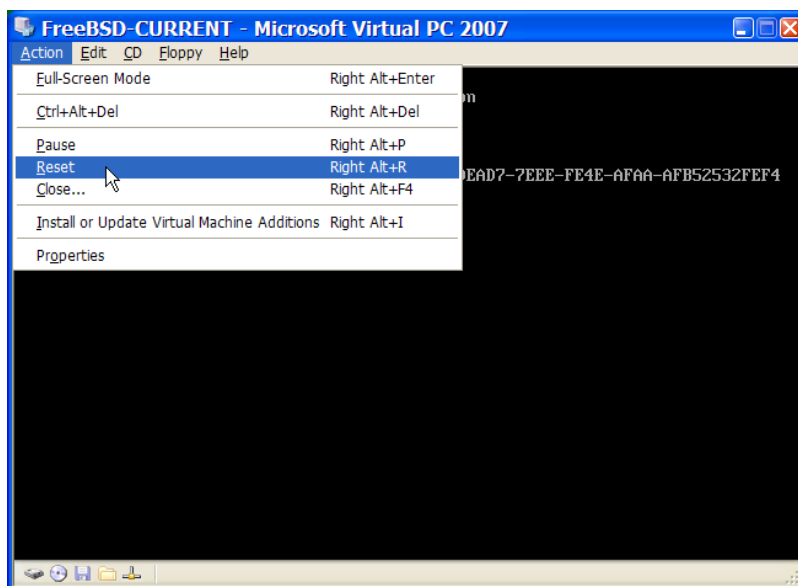 FreeBSD-CURRENT - Microsoft Virtual PC 2007
Action Edit CD Floppy Help
Full-Screen Mode Right Alt+Enter
on
Ctrl+Alt+Del Right Alt+Del
Pause Right Alt+P
Reset Right Alt+R
EAD7-7EEE-FE4E-AFAA-AFB52532FEF4
Close... Right Alt+F4
Install or Update Virtual Machine Additions Right Alt+I
Properties